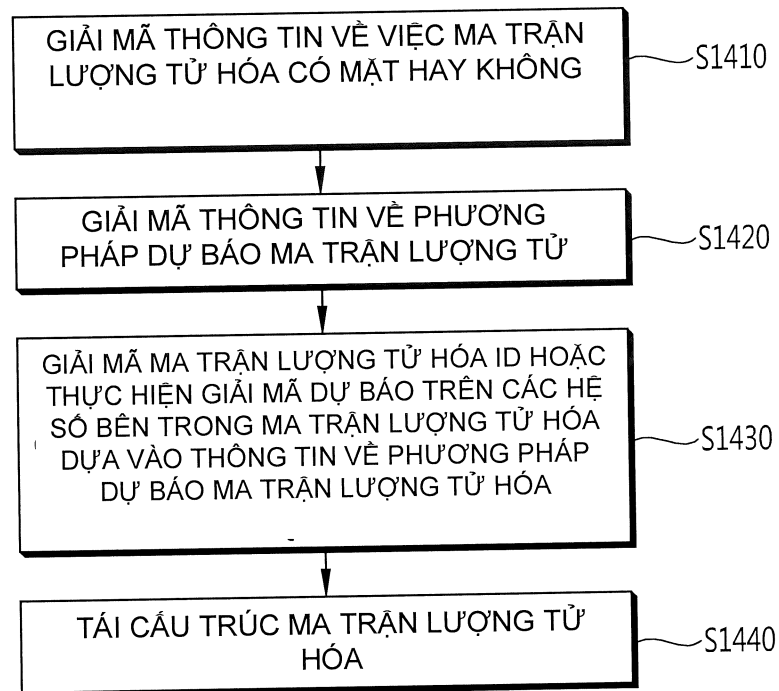 GIẢI MÃ THÔNG TIN VỀ VIỆC MA TRẬN
LƯỢNG TỬ HÓA CÓ MẶT HAY KHÔNG
S1410
GIẢI MÃ THÔNG TIN VỀ PHƯƠNG
PHÁP DỰ BÁO MA TRẬN LƯỢNG TỬ
S1420
GIẢI MÃ MA TRẬN LƯỢNG TỬ HÓA ID HOẶC
THỰC HIỆN GIẢI MÃ DỰ BÁO TRÊN CÁC HỆ
SỐ BÊN TRONG MA TRẬN LƯỢNG TỬ HÓA
DỰA VÀO THÔNG TIN VỀ PHƯƠNG PHÁP
DỰ BÁO MA TRẬN LƯỢNG TỬ HÓA
S1430
TÁI CẤU TRÚC MA TRẬN LƯỢNG TỬ
HÓA
S1440